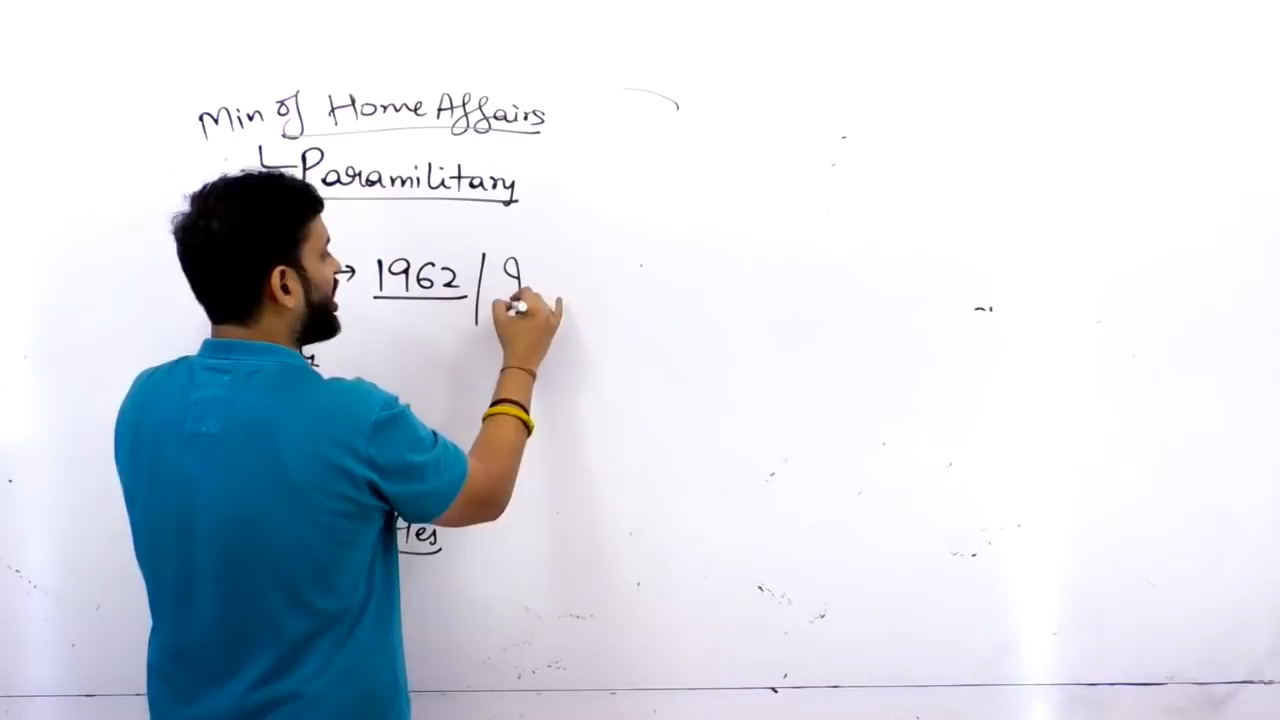 Min of Home Affairs
Paramilitary
→ 1962 |